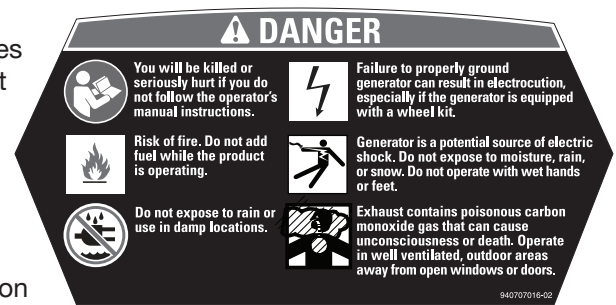 es
t
on
DANGER
You will be killed or
seriously hurt if you do
not follow the operator's
manual instructions.
Risk of fire. Do not add
fuel while the product
is operating.
Do not expose to rain or
use in damp locations.
Failure to properly ground
generator can result in electrocution,
especially if the generator is equipped
with a wheel kit.
Generator is a potential source of electric
shock. Do not expose to moisture, rain,
or snow. Do not operate with wet hands
or feet.
Exhaust contains poisonous carbon
monoxide gas that can cause
unconsciousness or death. Operate
in well ventilated, outdoor areas
away from open windows or doors.
940707016-02